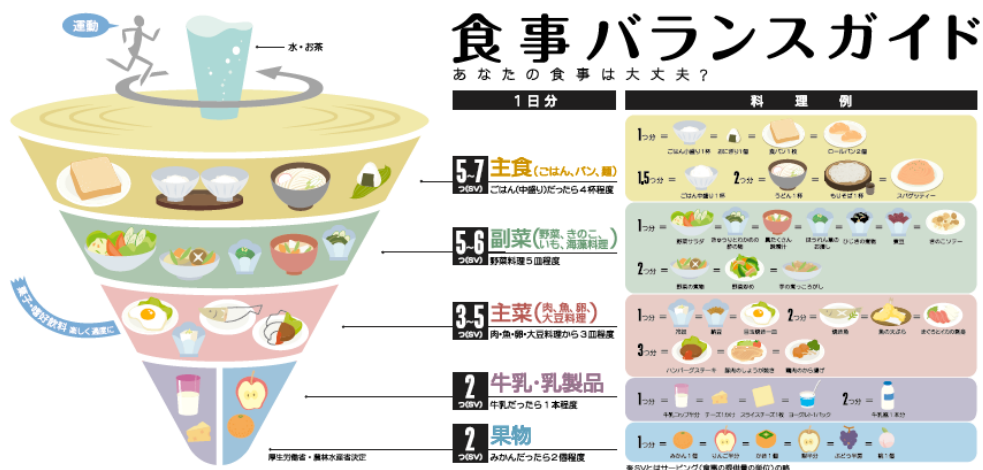 食事バランスガイド
あなたの食事は大丈夫?
運動
水・お茶
1日分
料理例
5~7
つ(SV)
主食(ごはん、パン、麺)
ごはん(中盛り)だったら4杯程度
5~6
つ(SV)
副菜(野菜、きのこ、いも、海藻料理)
野菜料理5皿程度
3~5
つ(SV)
主菜(肉、魚、卵、大豆料理)
肉・魚・卵・大豆料理から3皿程度
2
つ(SV)
牛乳・乳製品
牛乳だったら1本程度
2
つ(SV)
果物
みかんだったら2個程度
菓子・嗜好飲料 楽しく適度に
厚生労働省・農林水産省決定
1つ分 = ごはん小盛り1杯 = おにぎり1個 = 食パン1枚 = ロールパン2個
1.5つ分 = ごはん中盛り1杯 2つ分 = うどん1杯 = もりそば1杯 = スパゲッティー
1つ分 = 野菜サダ = きゅうりとわかめの酢の物 = 具たくさん味噌汁 = ほうれん草のお浸し = ひじきの煮物 = 煮豆 = きのこソテー
2つ分 = 野菜の煮物 = 野菜炒め = 芋の煮っころがし
1つ分 = 冷奴 = 納豆 = 目玉焼き一皿 2つ分 = 焼き魚 = 魚の天ぷら = まぐろとイカの刺身
3つ分 = ハンバーグステーキ = 豚肉のしょうが焼き = 鶏肉のから揚げ
1つ分 = 牛乳コップ半分 = チーズ1かけ = スライスチーズ1枚 = ヨーグルト1パック 2つ分 = 牛乳瓶1本分
1つ分 = みかん1個 = りんご半分 = かき1個 = 梨半分 = ぶどう半房 = 桃1個
※SVとはサービング(食事の提供量の単位)の略